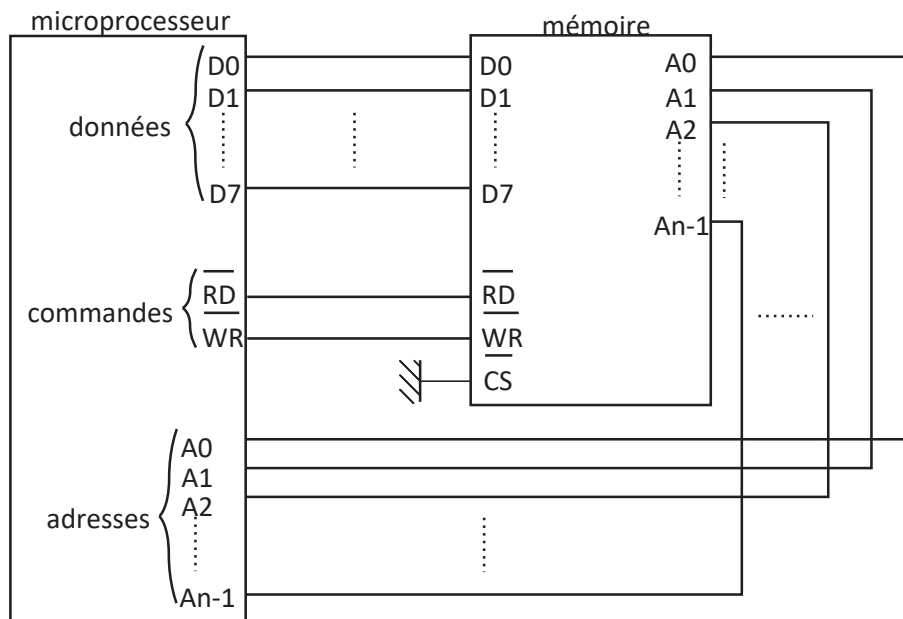 microprocesseur
mémoire
données
D0
D1
D7
D0
D1
D7
A0
A1
A2
An-1
commandes
RD
WR
RD
WR
CS
adresses
A0
A1
A2
An-1